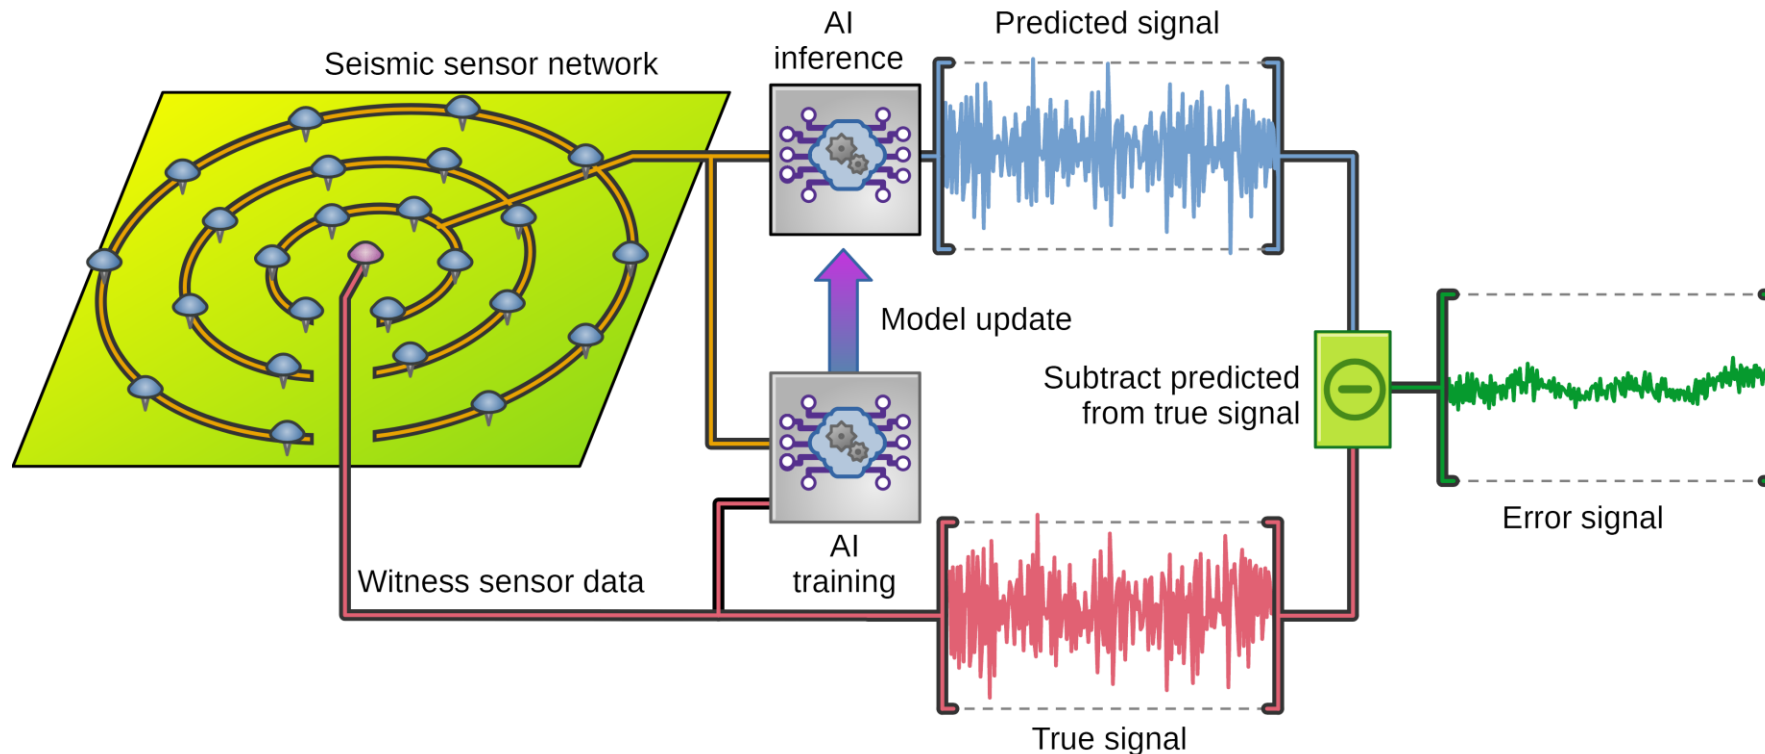 Seismic sensor network
AI
inference
Predicted signal
Model update
Subtract predicted
from true signal
Error signal
AI
training
Witness sensor data
True signal